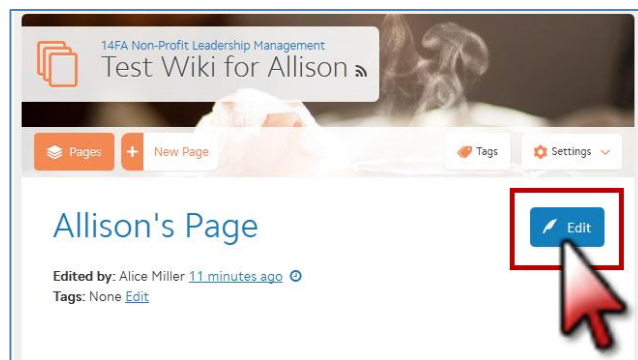 14FA Non-Profit Leadership Management
Test Wiki for Allison
Pages
+ New Page
Tags
Settings
Allison's Page
Edit
Edited by: Alice Miller 11 minutes ago
Tags: None Edit